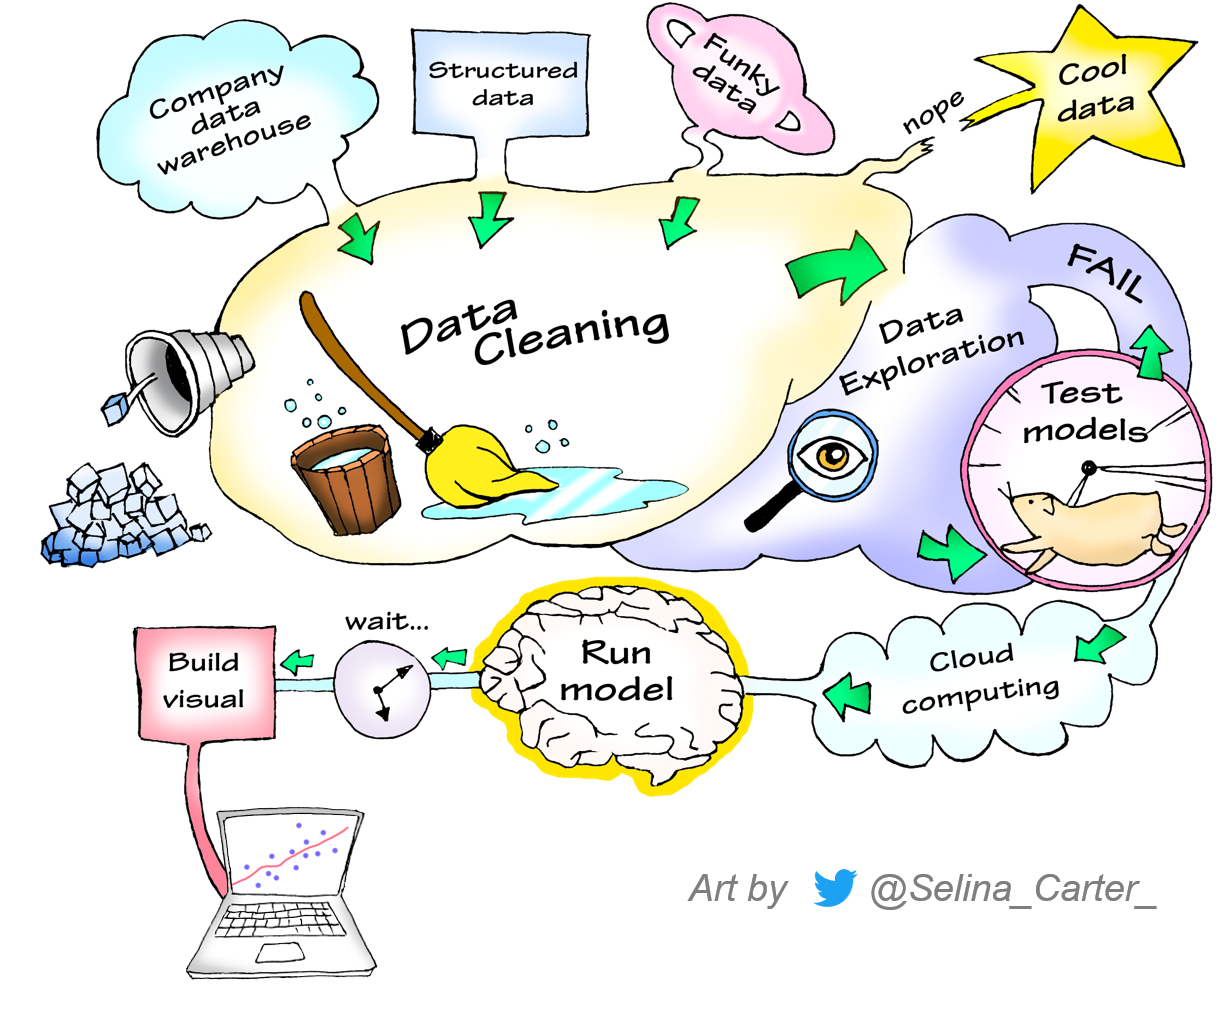 Company
data
warehouse
Structured
data
Funky
data
nope
Cool
data
Data
Cleaning
Data
Exploration
FAIL
Test
models
Cloud
computing
Run
model
wait...
Build
visual
Art by @Selina_Carter_